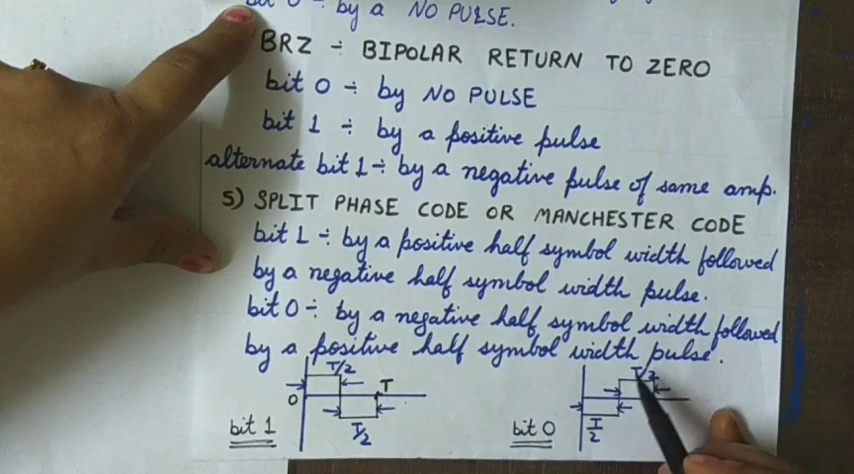 bit 0 - by a NO PULSE.
BRZ ÷ BIPOLAR RETURN TO ZERO
bit 0 ÷ by NO PULSE
bit 1 ÷ by a positive pulse
alternate bit 1 ÷ by a negative pulse of same amp.
5) SPLIT PHASE CODE OR MANCHESTER CODE
bit 1 ÷ by a positive half symbol width followed
by a negative half symbol width pulse.
bit 0 ÷ by a negative half symbol width followed
by a positive half symbol width pulse.
T/2 T T/2
0
bit 1 T/2 bit 0 T/2